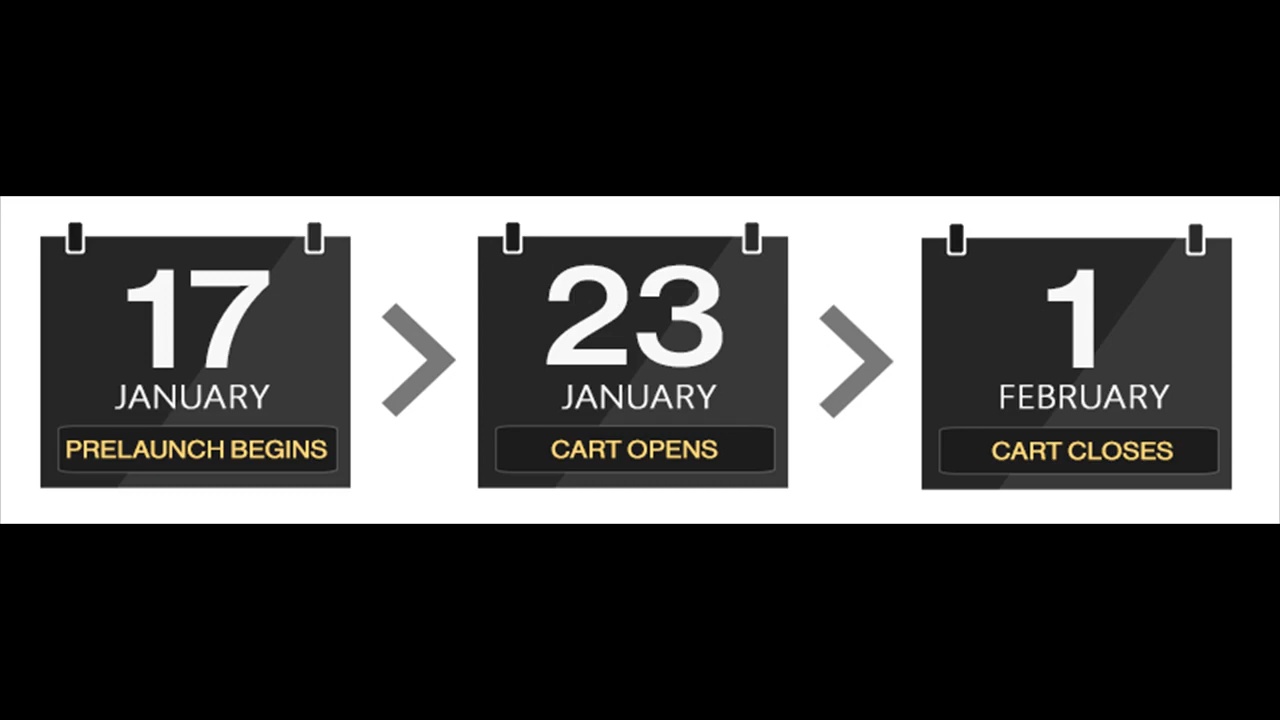 17
JANUARY
PRELAUNCH BEGINS
23
JANUARY
CART OPENS
1
FEBRUARY
CART CLOSES